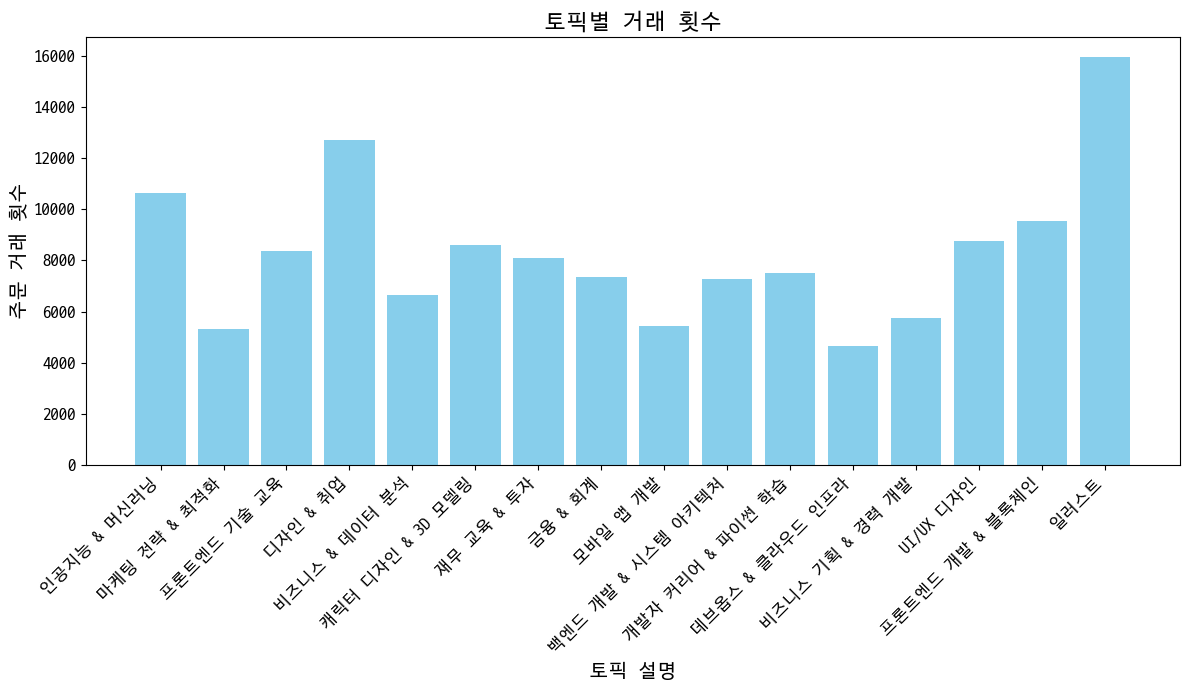 토픽별 거래 횟수
주문 거래 횟수
16000
14000
12000
10000
8000
6000
4000
2000
0
인공지능 & 머신러닝
마케팅 전략 & 최적화
프론트엔드 기술 교육
디자인 & 취업
비즈니스 & 데이터 분석
캐릭터 디자인 & 3D 모델링
재무 교육 & 투자
금융 & 회계
모바일 앱 개발
백엔드 개발 & 시스템 아키텍처
개발자 커리어 & 파이썬 학습
데브옵스 & 클라우드 인프라
비즈니스 기획 & 경력 개발
UI/UX 디자인
프론트엔드 개발 & 블록체인
일러스트
토픽 설명